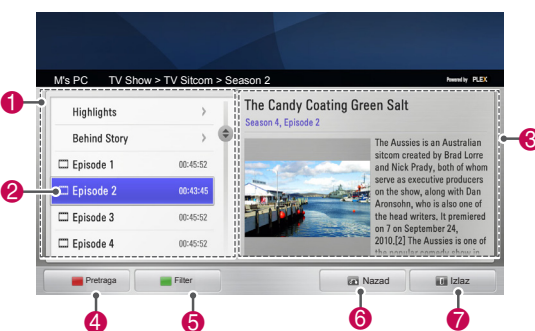 M's PC TV Show > TV Sitcom > Season 2
Powered by PLEX
1
Highlights
Behind Story
Episode 1 00:45:52
2
Episode 2 00:43:45
Episode 3 00:45:52
Episode 4 00:45:52
The Candy Coating Green Salt
Season 4, Episode 2
The Aussies is an Australian
sitcom created by Brad Lorre
and Nick Prady, both of whom
serve as executive producers
on the show, along with Dan
Aronsohn, who is also one of
the head writers. It premiered
on 7 on September 24,
2010.[2] The Aussies is one of
the popular comedy show in
3
Pretraga
Filter
Nazad
Izlaz
4
5
6
7